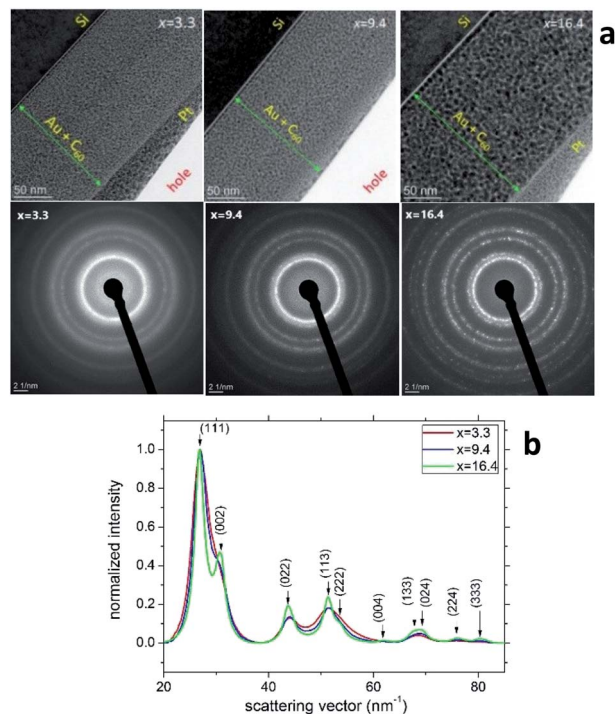 Si
x=3.3
Au + C60
Pt
hole
50 nm
Si
x=9.4
Au + C60
hole
50 nm
Si
x=16.4
Au + C60
Pt
50 nm
a
x=3.3
2 1/nm
x=9.4
2 1/nm
x=16.4
2 1/nm
b
(111)
(002)
(022)
(113)
(222)
(004)
(133)
(024)
(224)
(333)
x=3.3
x=9.4
x=16.4
normalized intensity
1.0
0.8
0.6
0.4
0.2
0.0
20 40 60 80
scattering vector (nm⁻¹)